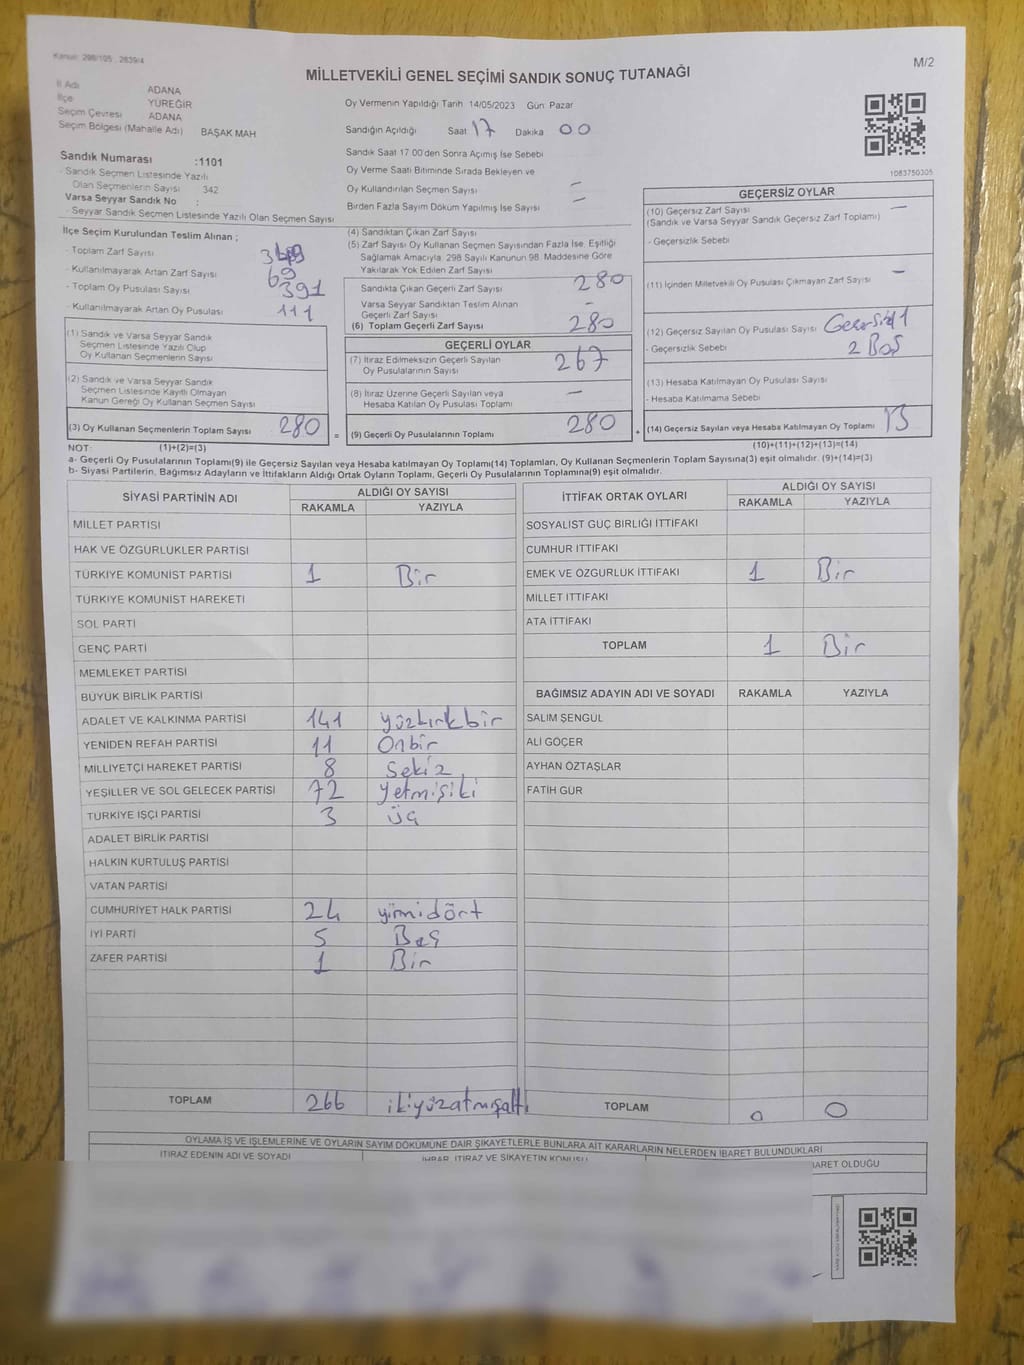 Kanun: 298/105, 2839/4
M/2
MİLLETVEKİLİ GENEL SEÇİMİ SANDIK SONUÇ TUTANAĞI
İl Adı ADANA
İlçe YÜREĞİR
Seçim Çevresi ADANA
Seçim Bölgesi (Mahalle Adı) BAŞAK MAH
Sandık Numarası :1101
- Sandık Seçmen Listesinde Yazılı
Olan Seçmenlerin Sayısı 342
Varsa Seyyar Sandık No :
- Seyyar Sandık Seçmen Listesinde Yazılı Olan Seçmen Sayısı
Oy Vermenin Yapıldığı Tarih 14/05/2023 Gün: Pazar
Sandığın Açıldığı Saat 17 Dakika 00
Sandık Saat 17:00'den Sonra Açılmış İse Sebebi
Oy Verme Saati Bitiminde Sırada Bekleyen ve
Oy Kullandırılan Seçmen Sayısı –
Birden Fazla Sayım Döküm Yapılmış İse Sayısı –
1083750305
İlçe Seçim Kurulundan Teslim Alınan ;
- Toplam Zarf Sayısı
- Kullanılmayarak Artan Zarf Sayısı 69
- Toplam Oy Pusulası Sayısı 391
- Kullanılmayarak Artan Oy Pusulası 111
(1) Sandık ve Varsa Seyyar Sandık
Seçmen Listesinde Yazılı Olup
Oy Kullanan Seçmenlerin Sayısı
(2) Sandık ve Varsa Seyyar Sandık
Seçmen Listesinde Kayıtlı Olmayan
Kanun Gereği Oy Kullanan Seçmen Sayısı
(3) Oy Kullanan Seçmenlerin Toplam Sayısı 280
=
(4) Sandıktan Çıkan Zarf Sayısı
(5) Zarf Sayısı Oy Kullanan Seçmen Sayısından Fazla İse, Eşitliği
Sağlamak Amacıyla, 298 Sayılı Kanunun 98. Maddesine Göre
Yakılarak Yok Edilen Zarf Sayısı
Sandıkta Çıkan Geçerli Zarf Sayısı 280
Varsa Seyyar Sandıktan Teslim Alınan
Geçerli Zarf Sayısı –
(6) Toplam Geçerli Zarf Sayısı 280
GEÇERLİ OYLAR
(7) İtiraz Edilmeksizin Geçerli Sayılan
Oy Pusulalarının Sayısı 267
(8) İtiraz Üzerine Geçerli Sayılan veya
Hesaba Katılan Oy Pusulası Toplamı –
(9) Geçerli Oy Pusulalarının Toplamı 280
+
GEÇERSİZ OYLAR
(10) Geçersiz Zarf Sayısı –
(Sandık ve Varsa Seyyar Sandık Geçersiz Zarf Toplamı)
- Geçersizlik Sebebi
(11) İçinden Milletvekili Oy Pusulası Çıkmayan Zarf Sayısı –
(12) Geçersiz Sayılan Oy Pusulası Sayısı Geçersiz 11
- Geçersizlik Sebebi 2 Boş
(13) Hesaba Katılmayan Oy Pusulası Sayısı
- Hesaba Katılmama Sebebi
(14) Geçersiz Sayılan veya Hesaba Katılmayan Oy Toplamı 13
NOT: (1)+(2)=(3)
(10)+(11)+(12)+(13)=(14)
a- Geçerli Oy Pusulalarının Toplamı(9) ile Geçersiz Sayılan veya Hesaba katılmayan Oy Toplamı(14) Toplamları, Oy Kullanan Seçmenlerin Toplam Sayısına(3) eşit olmalıdır. (9)+(14)=(3)
b- Siyasi Partilerin, Bağımsız Adayların ve İttifakların Aldığı Ortak Oyların Toplamı, Geçerli Oy Pusulalarının Toplamına(9) eşit olmalıdır.
SİYASİ PARTİNİN ADI ALDIĞI OY SAYISI
RAKAMLA YAZIYLA
MİLLET PARTİSİ
HAK VE ÖZGÜRLÜKLER PARTİSİ
TÜRKİYE KOMÜNİST PARTİSİ 1 Bir
TÜRKİYE KOMÜNİST HAREKETİ
SOL PARTİ
GENÇ PARTİ
MEMLEKET PARTİSİ
BÜYÜK BİRLİK PARTİSİ
ADALET VE KALKINMA PARTİSİ 141 yüzkırkbir
YENİDEN REFAH PARTİSİ 11 Onbir
MİLLİYETÇİ HAREKET PARTİSİ 8 Sekiz
YEŞİLLER VE SOL GELECEK PARTİSİ 72 Yetmişiki
TÜRKİYE İŞÇİ PARTİSİ 3 üç
ADALET BİRLİK PARTİSİ
HALKIN KURTULUŞ PARTİSİ
VATAN PARTİSİ
CUMHURİYET HALK PARTİSİ 24 yirmidört
İYİ PARTİ 5 Beş
ZAFER PARTİSİ 1 Bir
TOPLAM 266 ikiyüzatmışaltı
İTTİFAK ORTAK OYLARI ALDIĞI OY SAYISI
RAKAMLA YAZIYLA
SOSYALİST GÜÇ BİRLİĞİ İTTİFAKI
CUMHUR İTTİFAKI
EMEK VE ÖZGÜRLÜK İTTİFAKI 1 Bir
MİLLET İTTİFAKI
ATA İTTİFAKI
TOPLAM 1 Bir
BAĞIMSIZ ADAYIN ADI VE SOYADI RAKAMLA YAZIYLA
SALİM ŞENGÜL
ALİ GÖÇER
AYHAN ÖZTAŞLAR
FATİH GÜR
TOPLAM 0 0
OYLAMA İŞ VE İŞLEMLERİNE VE OYLARIN SAYIM DÖKÜMÜNE DAİR ŞİKAYETLERLE BUNLARA AİT KARARLARIN NELERDEN İBARET BULUNDUKLARI
İTİRAZ EDENİN ADI VE SOYADI
İHBAR, İTİRAZ VE ŞİKAYETİN KONUSU
BARET OLDUĞU